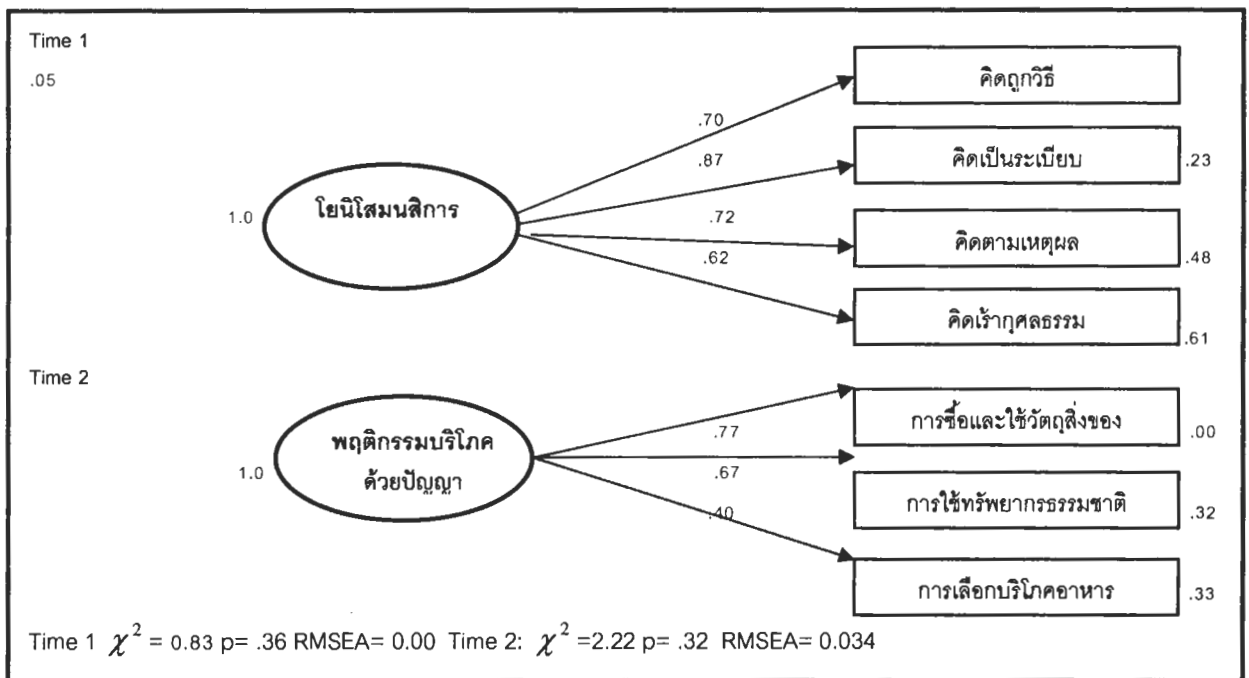 Time 1
.05
คิดถูกวิธี
.70
.87
คิดเป็นระเบียบ
.23
1.0
โยนิโสมนสิการ
.72
คิดตามเหตุผล
.48
.62
คิดเร้ากุศลธรรม
.61
Time 2
การซื้อและใช้วัตถุสิ่งของ
.00
.77
1.0
พฤติกรรมบริโภค
ด้วยปัญญา
.67
การใช้ทรัพยากรธรรมชาติ
.32
.40
การเลือกบริโภคอาหาร
.33
Time 1 χ² = 0.83 p= .36 RMSEA= 0.00 Time 2: χ² =2.22 p= .32 RMSEA= 0.034